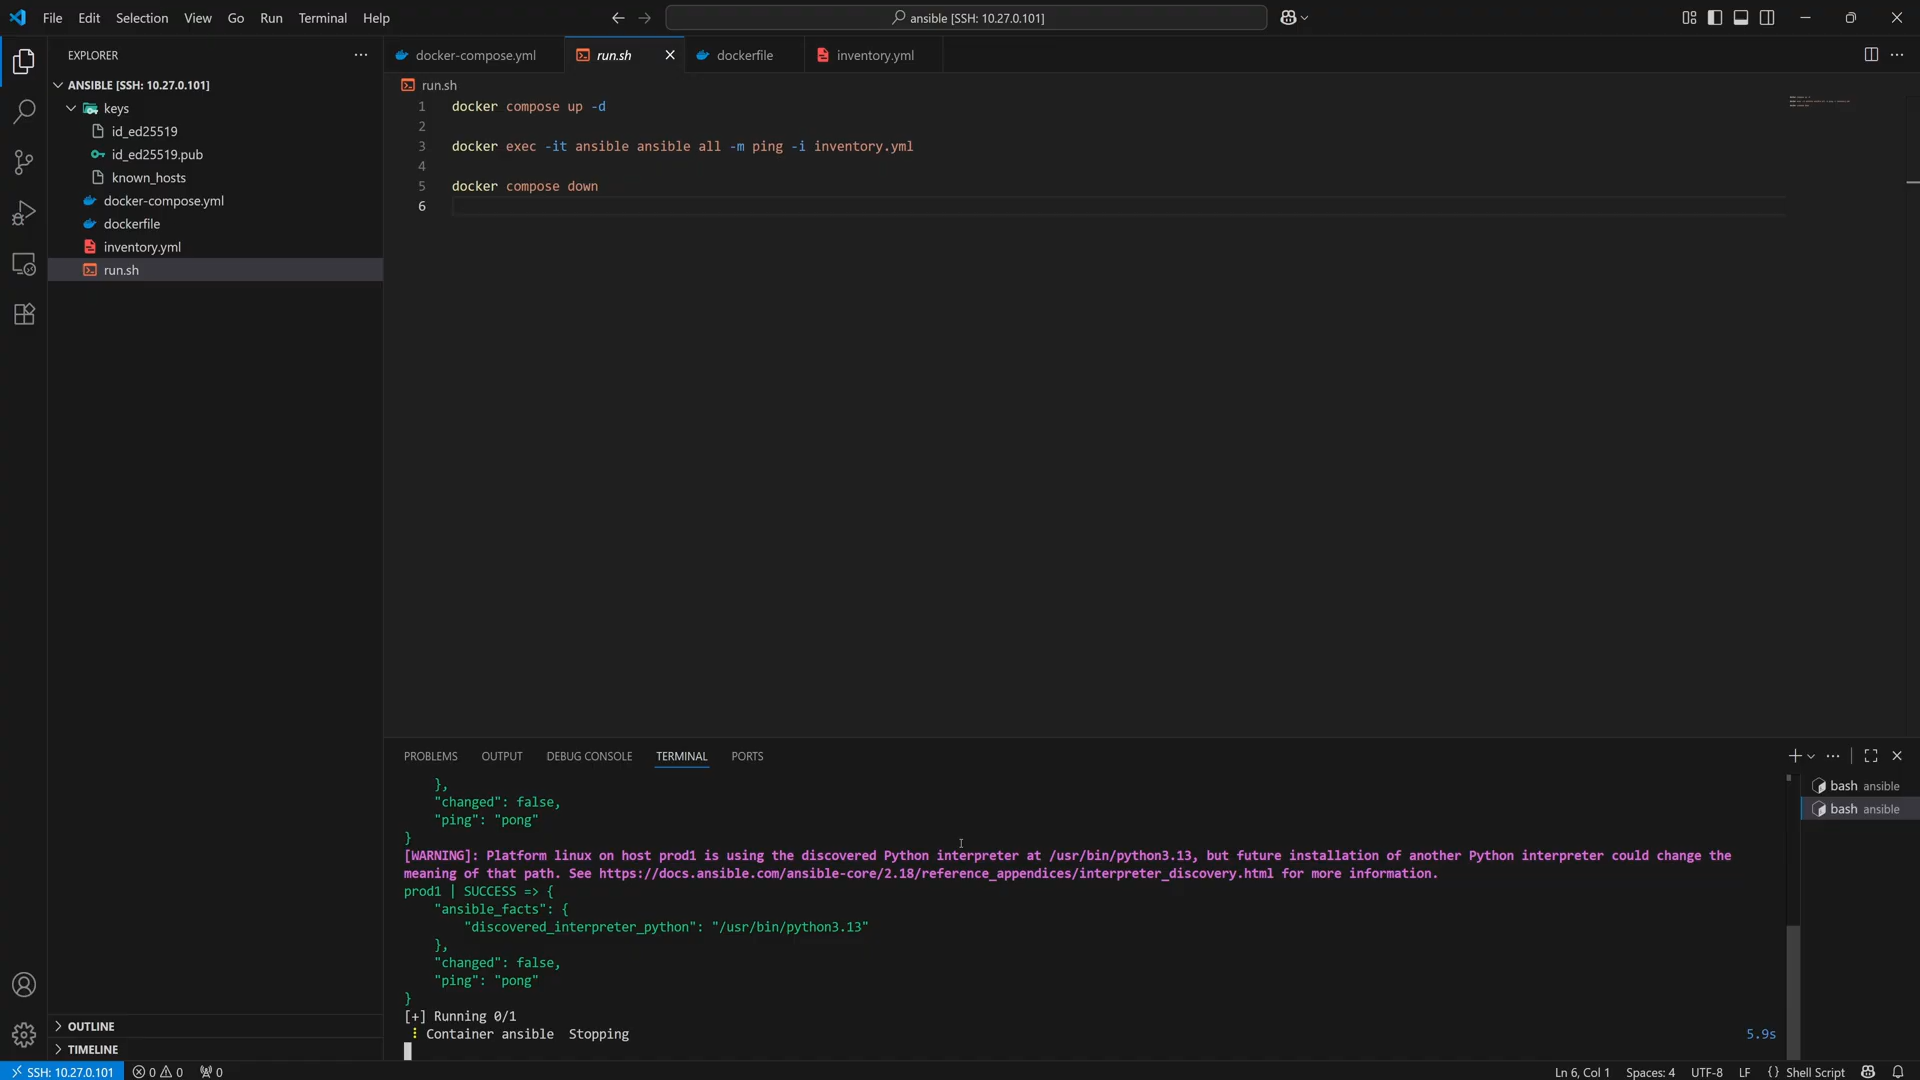 File Edit Selection View Go Run Terminal Help
ansible [SSH: 10.27.0.101]
EXPLORER
ANSIBLE [SSH: 10.27.0.101]
keys
id_ed25519
id_ed25519.pub
known_hosts
docker-compose.yml
dockerfile
inventory.yml
run.sh
OUTLINE
TIMELINE
docker-compose.yml run.sh dockerfile inventory.yml
run.sh
1 docker compose up -d
2
3 docker exec -it ansible ansible all -m ping -i inventory.yml
4
5 docker compose down
6
PROBLEMS OUTPUT DEBUG CONSOLE TERMINAL PORTS
},
"changed": false,
"ping": "pong"
}
[WARNING]: Platform linux on host prod1 is using the discovered Python interpreter at /usr/bin/python3.13, but future installation of another Python interpreter could change the
meaning of that path. See https://docs.ansible.com/ansible-core/2.18/reference_appendices/interpreter_discovery.html for more information.
prod1 | SUCCESS => {
"ansible_facts": {
"discovered_interpreter_python": "/usr/bin/python3.13"
},
"changed": false,
"ping": "pong"
}
[+] Running 0/1
⠇ Container ansible Stopping 5.9s
bash ansible
bash ansible
SSH: 10.27.0.101 0 0 0 Ln 6, Col 1 Spaces: 4 UTF-8 LF {} Shell Script